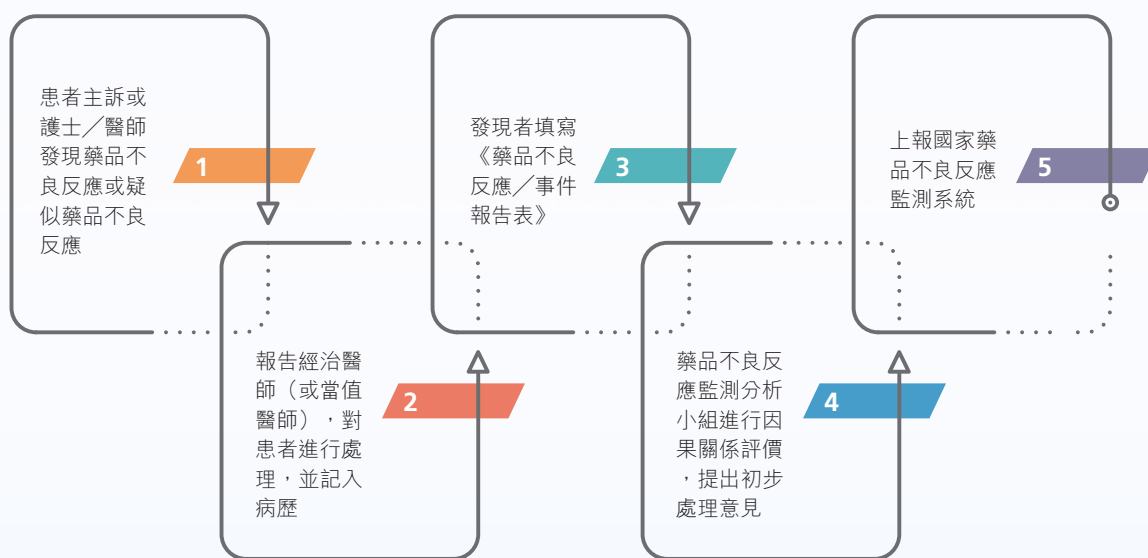 患者主訴或
護士／醫師
發現藥品不
良反應或疑
似藥品不良
反應
1
報告經治醫
師（或當值
醫師），對
患者進行處
理，並記入
病歷
2
發現者填寫
《藥品不良
反應／事件
報告表》
3
藥品不良反
應監測分析
小組進行因
果關係評價
，提出初步
處理意見
4
上報國家藥
品不良反應
監測系統
5